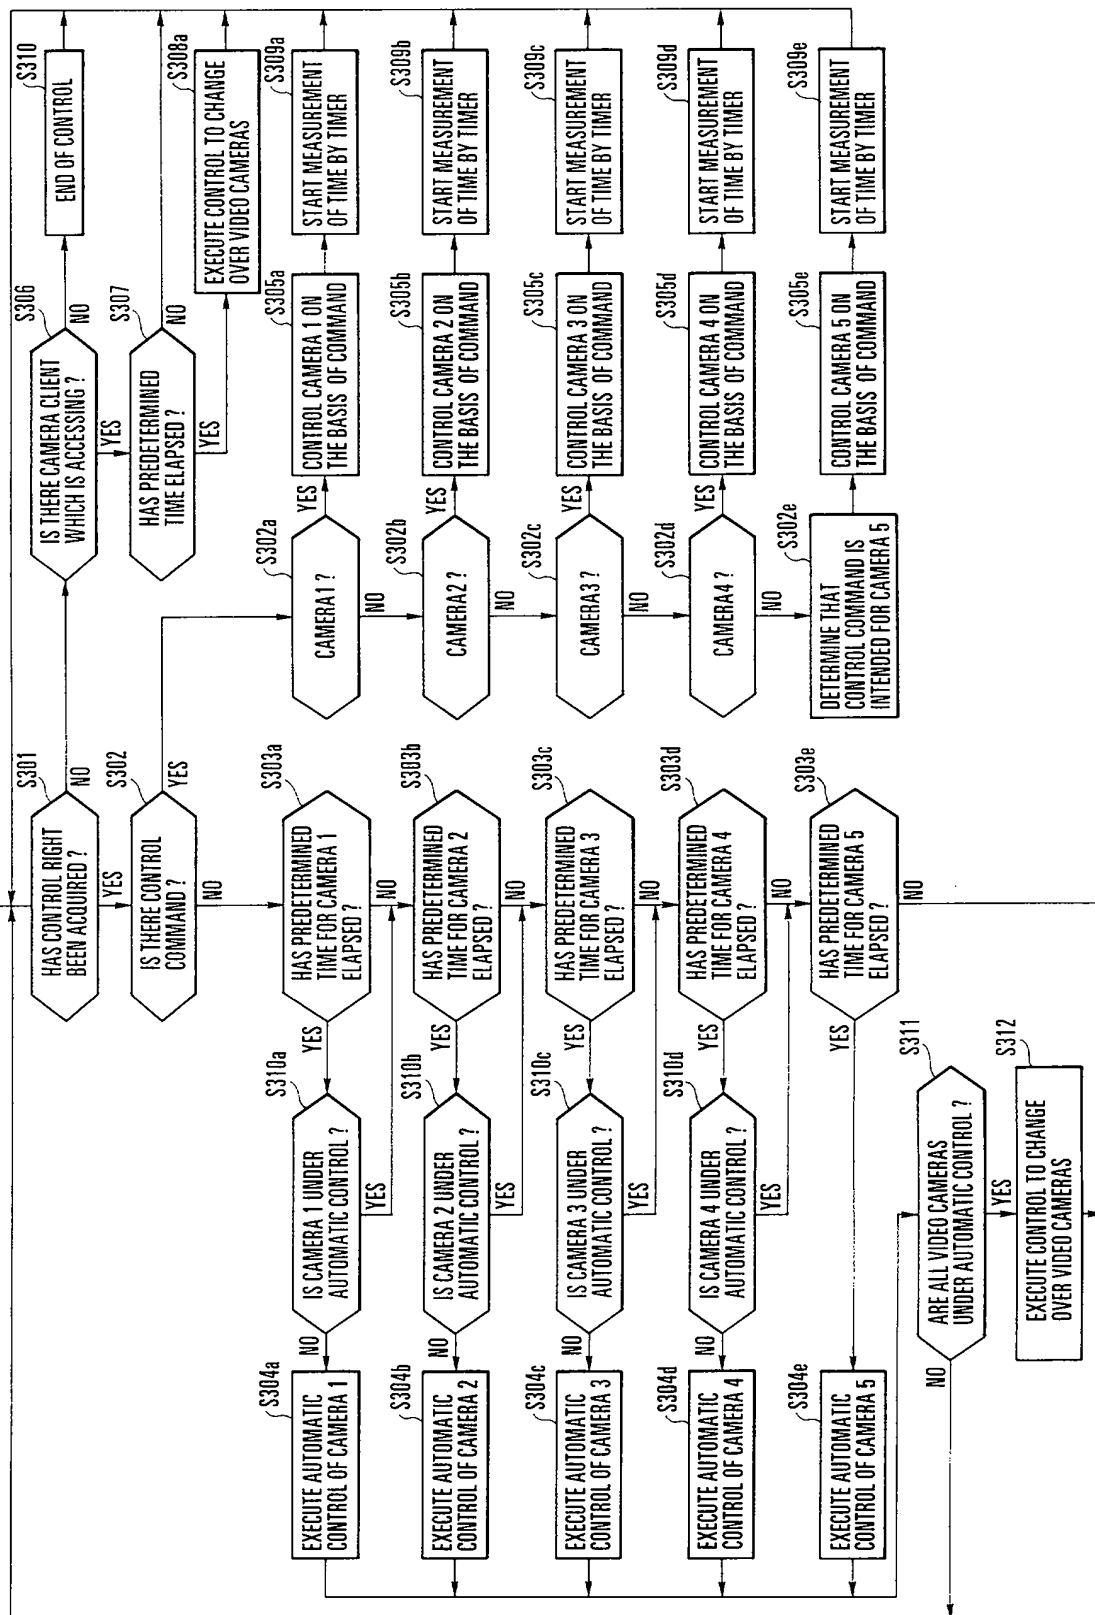 S301
HAS CONTROL RIGHT
BEEN ACQUIRED ?
NO
YES
S306
IS THERE CAMERA CLIENT
WHICH IS ACCESSING ?
NO
YES
S310
END OF CONTROL
S302
IS THERE CONTROL
COMMAND ?
YES
NO
S307
HAS PREDETERMINED
TIME ELAPSED ?
NO
YES
S308a
EXECUTE CONTROL TO CHANGE
OVER VIDEO CAMERAS
S304a
EXECUTE AUTOMATIC
CONTROL OF CAMERA 1
NO
S310a
IS CAMERA 1 UNDER
AUTOMATIC CONTROL ?
YES
YES
S303a
HAS PREDETERMINED
TIME FOR CAMERA 1
ELAPSED ?
NO
S302a
CAMERA 1 ?
YES
NO
S305a
CONTROL CAMERA 1 ON
THE BASIS OF COMMAND
S309a
START MEASUREMENT
OF TIME BY TIMER
S304b
EXECUTE AUTOMATIC
CONTROL OF CAMERA 2
NO
S310b
IS CAMERA 2 UNDER
AUTOMATIC CONTROL ?
YES
YES
S303b
HAS PREDETERMINED
TIME FOR CAMERA 2
ELAPSED ?
NO
S302b
CAMERA2 ?
YES
NO
S305b
CONTROL CAMERA 2 ON
THE BASIS OF COMMAND
S309b
START MEASUREMENT
OF TIME BY TIMER
S304c
EXECUTE AUTOMATIC
CONTROL OF CAMERA 3
NO
S310c
IS CAMERA 3 UNDER
AUTOMATIC CONTROL ?
YES
YES
S303c
HAS PREDETERMINED
TIME FOR CAMERA 3
ELAPSED ?
NO
S302c
CAMERA3 ?
YES
NO
S305c
CONTROL CAMERA 3 ON
THE BASIS OF COMMAND
S309c
START MEASUREMENT
OF TIME BY TIMER
S304d
EXECUTE AUTOMATIC
CONTROL OF CAMERA 4
NO
S310d
IS CAMERA 4 UNDER
AUTOMATIC CONTROL ?
YES
YES
S303d
HAS PREDETERMINED
TIME FOR CAMERA 4
ELAPSED ?
NO
S302d
CAMERA4 ?
YES
NO
S305d
CONTROL CAMERA 4 ON
THE BASIS OF COMMAND
S309d
START MEASUREMENT
OF TIME BY TIMER
S304e
EXECUTE AUTOMATIC
CONTROL OF CAMERA 5
YES
S303e
HAS PREDETERMINED
TIME FOR CAMERA 5
ELAPSED ?
NO
S302e
DETERMINE THAT
CONTROL COMMAND IS
INTENDED FOR CAMERA 5
S305e
CONTROL CAMERA 5 ON
THE BASIS OF COMMAND
S309e
START MEASUREMENT
OF TIME BY TIMER
S311
ARE ALL VIDEO CAMERAS
UNDER AUTOMATIC CONTROL ?
NO
YES
S312
EXECUTE CONTROL TO CHANGE
OVER VIDEO CAMERAS